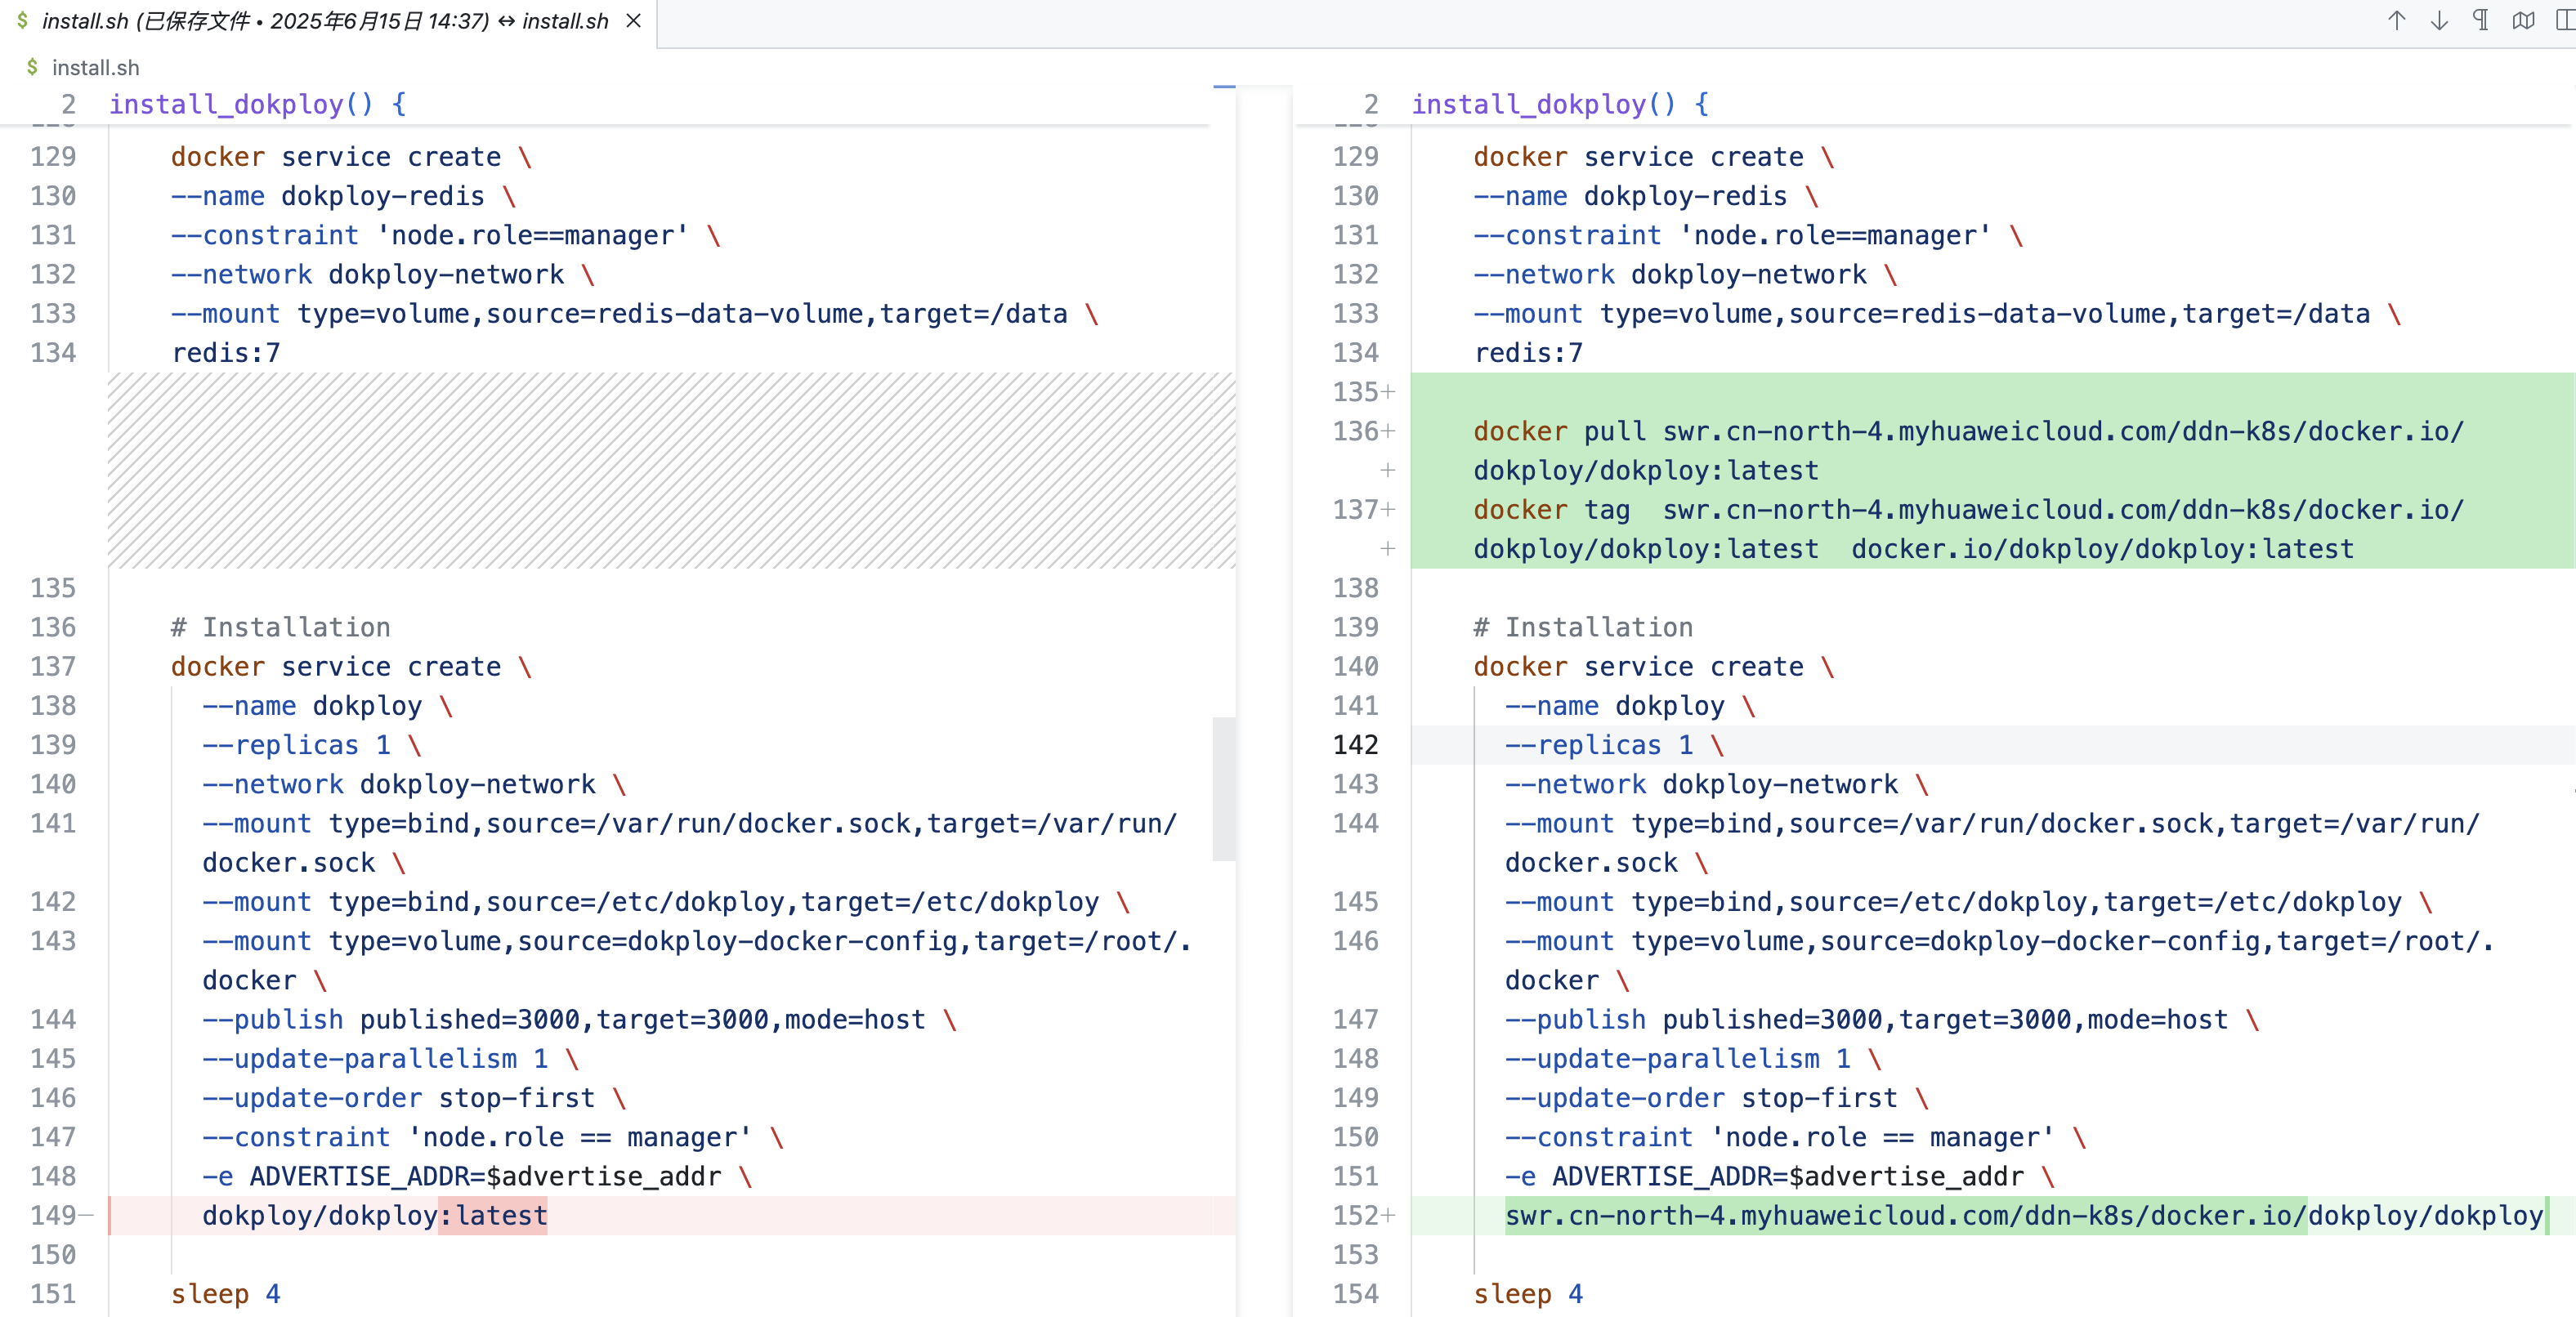 $ install.sh (已保存文件 • 2025年6月15日 14:37) ↔ install.sh ×
$ install.sh
2 install_dokploy() {
129 docker service create \
130 --name dokploy-redis \
131 --constraint 'node.role==manager' \
132 --network dokploy-network \
133 --mount type=volume,source=redis-data-volume,target=/data \
134 redis:7
135
136 # Installation
137 docker service create \
138 --name dokploy \
139 --replicas 1 \
140 --network dokploy-network \
141 --mount type=bind,source=/var/run/docker.sock,target=/var/run/
docker.sock \
142 --mount type=bind,source=/etc/dokploy,target=/etc/dokploy \
143 --mount type=volume,source=dokploy-docker-config,target=/root/.
docker \
144 --publish published=3000,target=3000,mode=host \
145 --update-parallelism 1 \
146 --update-order stop-first \
147 --constraint 'node.role == manager' \
148 -e ADVERTISE_ADDR=$advertise_addr \
149— dokploy/dokploy:latest
150
151 sleep 4
2 install_dokploy() {
129 docker service create \
130 --name dokploy-redis \
131 --constraint 'node.role==manager' \
132 --network dokploy-network \
133 --mount type=volume,source=redis-data-volume,target=/data \
134 redis:7
135+
136+ docker pull swr.cn-north-4.myhuaweicloud.com/ddn-k8s/docker.io/
+ dokploy/dokploy:latest
137+ docker tag  swr.cn-north-4.myhuaweicloud.com/ddn-k8s/docker.io/
+ dokploy/dokploy:latest  docker.io/dokploy/dokploy:latest
138
139 # Installation
140 docker service create \
141 --name dokploy \
142 --replicas 1 \
143 --network dokploy-network \
144 --mount type=bind,source=/var/run/docker.sock,target=/var/run/
docker.sock \
145 --mount type=bind,source=/etc/dokploy,target=/etc/dokploy \
146 --mount type=volume,source=dokploy-docker-config,target=/root/.
docker \
147 --publish published=3000,target=3000,mode=host \
148 --update-parallelism 1 \
149 --update-order stop-first \
150 --constraint 'node.role == manager' \
151 -e ADVERTISE_ADDR=$advertise_addr \
152+ swr.cn-north-4.myhuaweicloud.com/ddn-k8s/docker.io/dokploy/dokploy
153
154 sleep 4